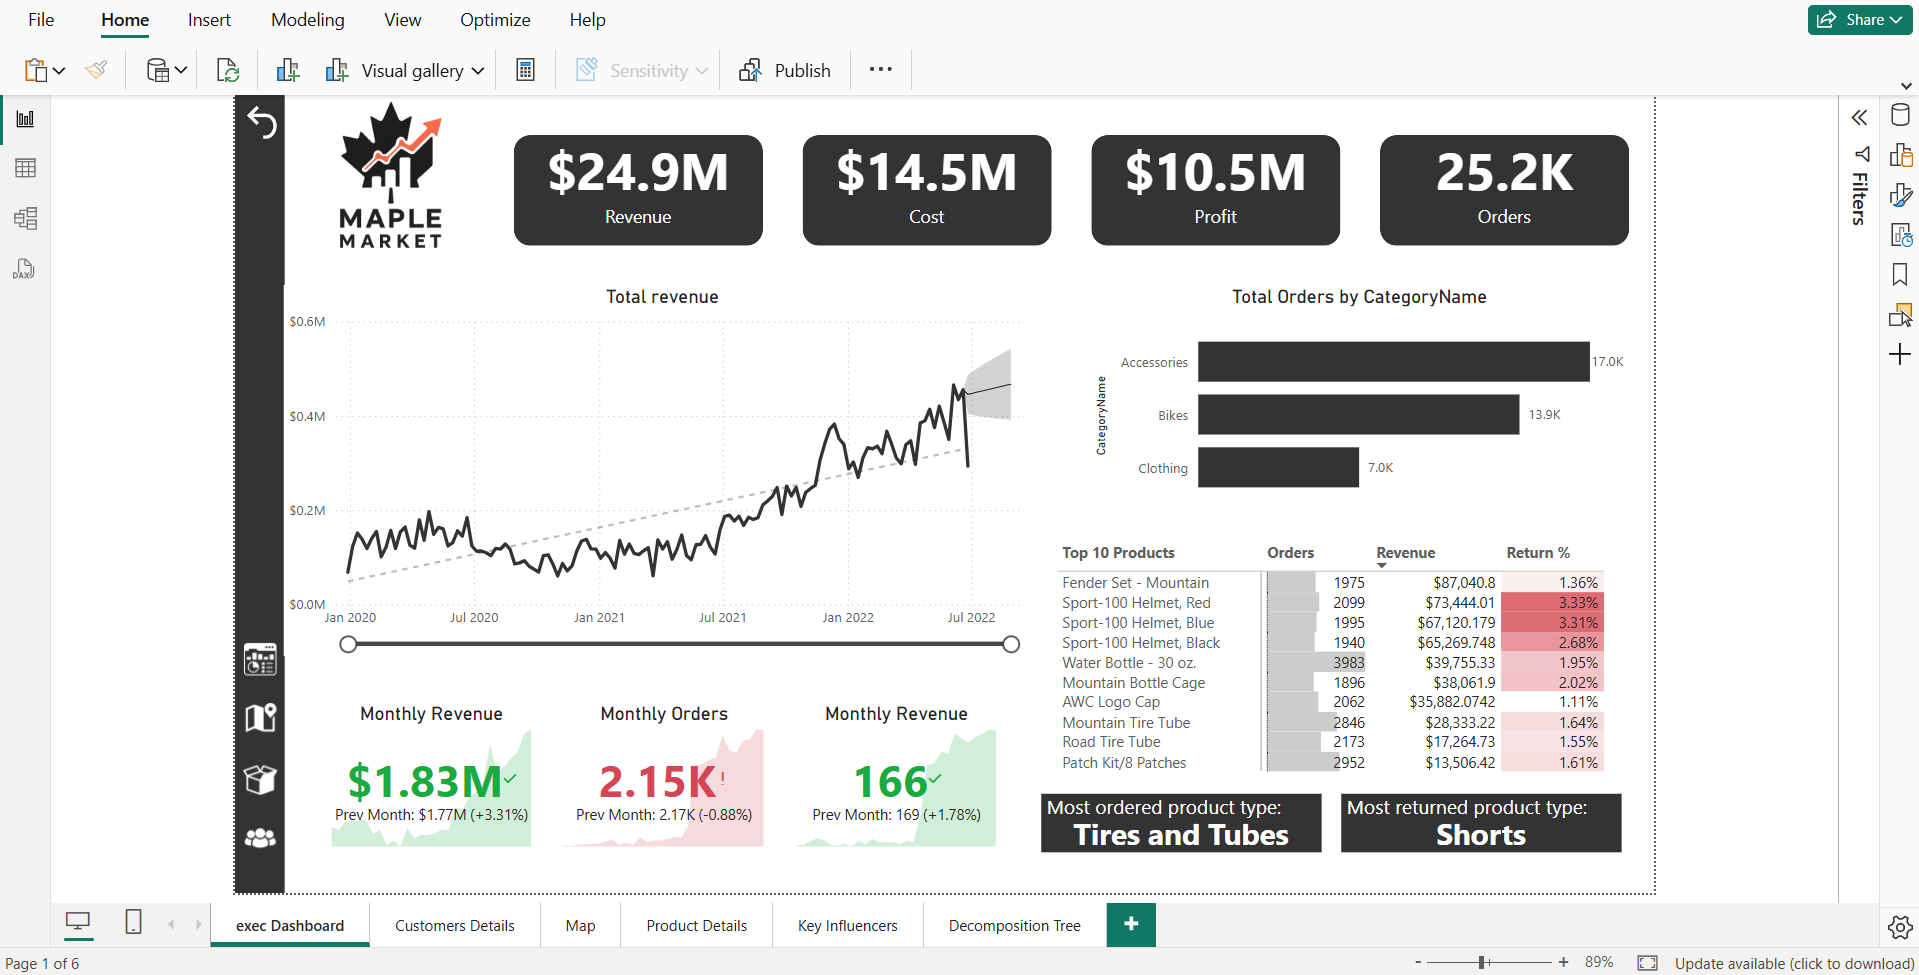 File Home Insert Modeling View Optimize Help Share
Visual gallery Sensitivity Publish
DAX
MAPLE
MARKET
$24.9M
Revenue
$14.5M
Cost
$10.5M
Profit
25.2K
Orders
Filters
Total revenue
$0.6M
$0.4M
$0.2M
$0.0M
Jan 2020 Jul 2020 Jan 2021 Jul 2021 Jan 2022 Jul 2022
Total Orders by CategoryName
CategoryName
Accessories 17.0K
Bikes 13.9K
Clothing 7.0K
Top 10 Products Orders Revenue Return %
Fender Set - Mountain 1975 $87,040.8 1.36%
Sport-100 Helmet, Red 2099 $73,444.01 3.33%
Sport-100 Helmet, Blue 1995 $67,120.179 3.31%
Sport-100 Helmet, Black 1940 $65,269.748 2.68%
Water Bottle - 30 oz. 3983 $39,755.33 1.95%
Mountain Bottle Cage 1896 $38,061.9 2.02%
AWC Logo Cap 2062 $35,882.0742 1.11%
Mountain Tire Tube 2846 $28,333.22 1.64%
Road Tire Tube 2173 $17,264.73 1.55%
Patch Kit/8 Patches 2952 $13,506.42 1.61%
Monthly Revenue
$1.83M
Prev Month: $1.77M (+3.31%)
Monthly Orders
2.15K!
Prev Month: 2.17K (-0.88%)
Monthly Revenue
166
Prev Month: 169 (+1.78%)
Most ordered product type:
Tires and Tubes
Most returned product type:
Shorts
exec Dashboard Customers Details Map Product Details Key Influencers Decomposition Tree +
Page 1 of 6 - + 89% Update available (click to download)